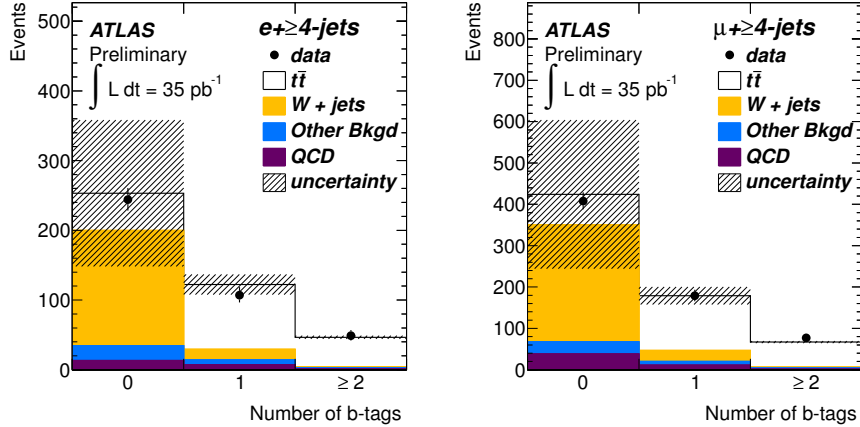 Events
500
400
300
200
100
0
ATLAS
Preliminary
∫ L dt = 35 pb⁻¹
e+≥4-jets
data
tt̄
W + jets
Other Bkgd
QCD
uncertainty
0 1 ≥ 2
Number of b-tags
Events
800
700
600
500
400
300
200
100
0
ATLAS
Preliminary
∫ L dt = 35 pb⁻¹
μ+≥4-jets
data
tt̄
W + jets
Other Bkgd
QCD
uncertainty
0 1 ≥ 2
Number of b-tags